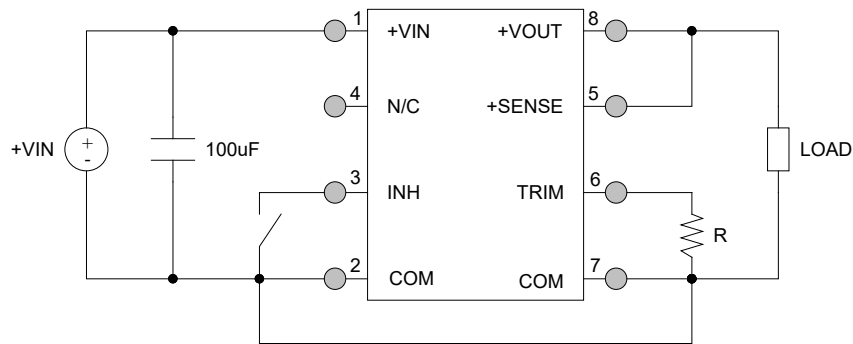 1 +VIN +VOUT 8
4 N/C +SENSE 5
+VIN + - 100uF LOAD
3 INH TRIM 6
R
2 COM COM 7